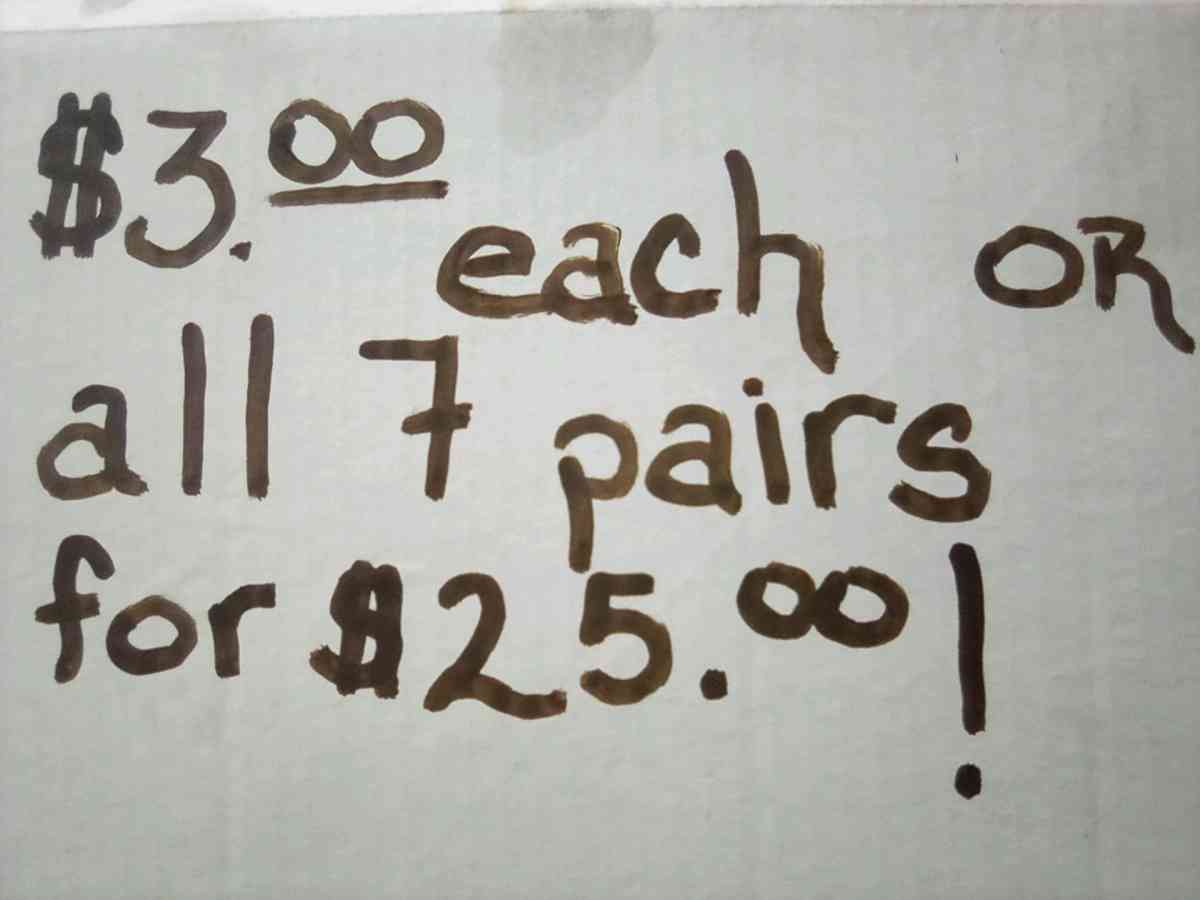 $3.00 each OR
all 7 pairs
for $25.00!